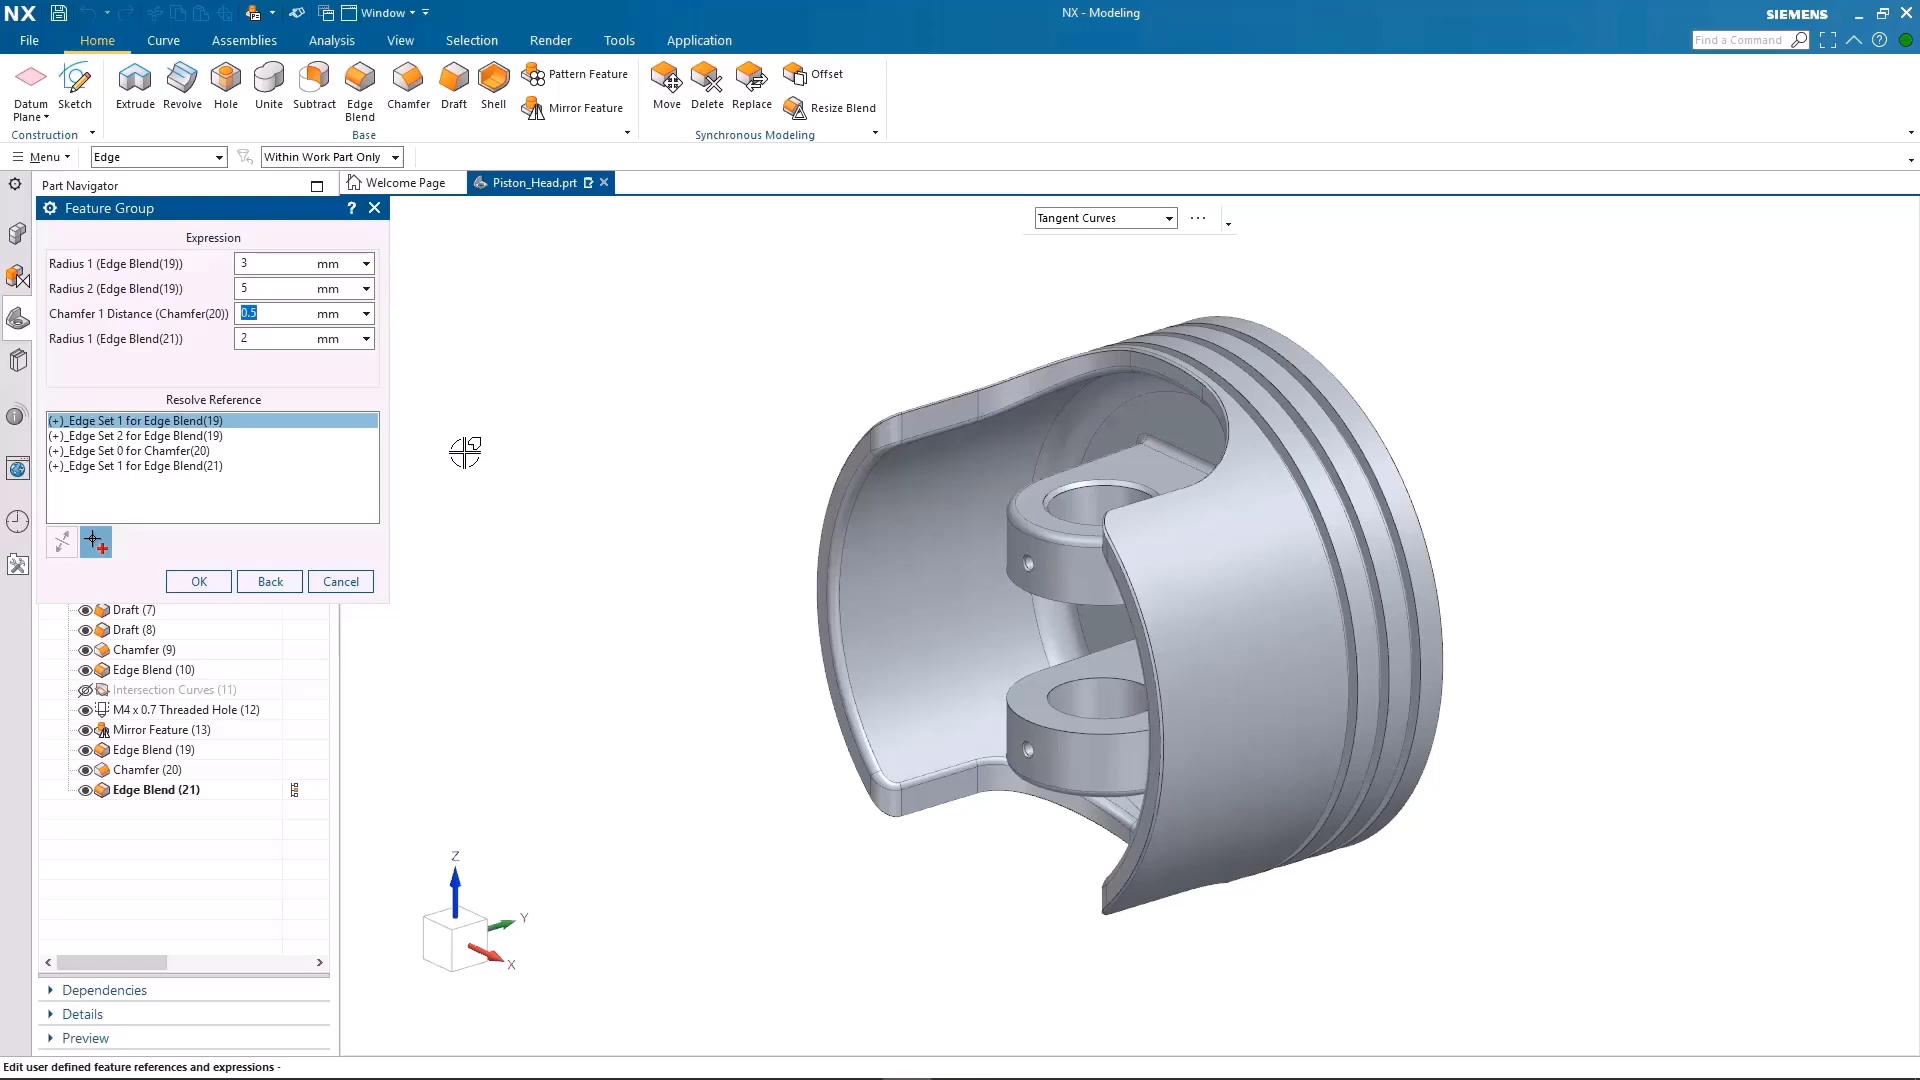 NX
Window
NX - Modeling
SIEMENS
File
Home
Curve
Assemblies
Analysis
View
Selection
Render
Tools
Application
Find a Command
Datum
Plane
Sketch
Extrude
Revolve
Hole
Unite
Subtract
Edge
Blend
Chamfer
Draft
Shell
Pattern Feature
Mirror Feature
Move
Delete
Replace
Offset
Resize Blend
Construction
Base
Synchronous Modeling
Menu
Edge
Within Work Part Only
Part Navigator
Welcome Page
Piston_Head.prt
Feature Group
?
Tangent Curves
Expression
Radius 1 (Edge Blend(19)) 3 mm
Radius 2 (Edge Blend(19)) 5 mm
Chamfer 1 Distance (Chamfer(20)) 0.5 mm
Radius 1 (Edge Blend(21)) 2 mm
Resolve Reference
(+)_Edge Set 1 for Edge Blend(19)
(+)_Edge Set 2 for Edge Blend(19)
(+)_Edge Set 0 for Chamfer(20)
(+)_Edge Set 1 for Edge Blend(21)
OK
Back
Cancel
Draft (7)
Draft (8)
Chamfer (9)
Edge Blend (10)
Intersection Curves (11)
M4 x 0.7 Threaded Hole (12)
Mirror Feature (13)
Edge Blend (19)
Chamfer (20)
Edge Blend (21)
Z
Y
X
Dependencies
Details
Preview
Edit user defined feature references and expressions -